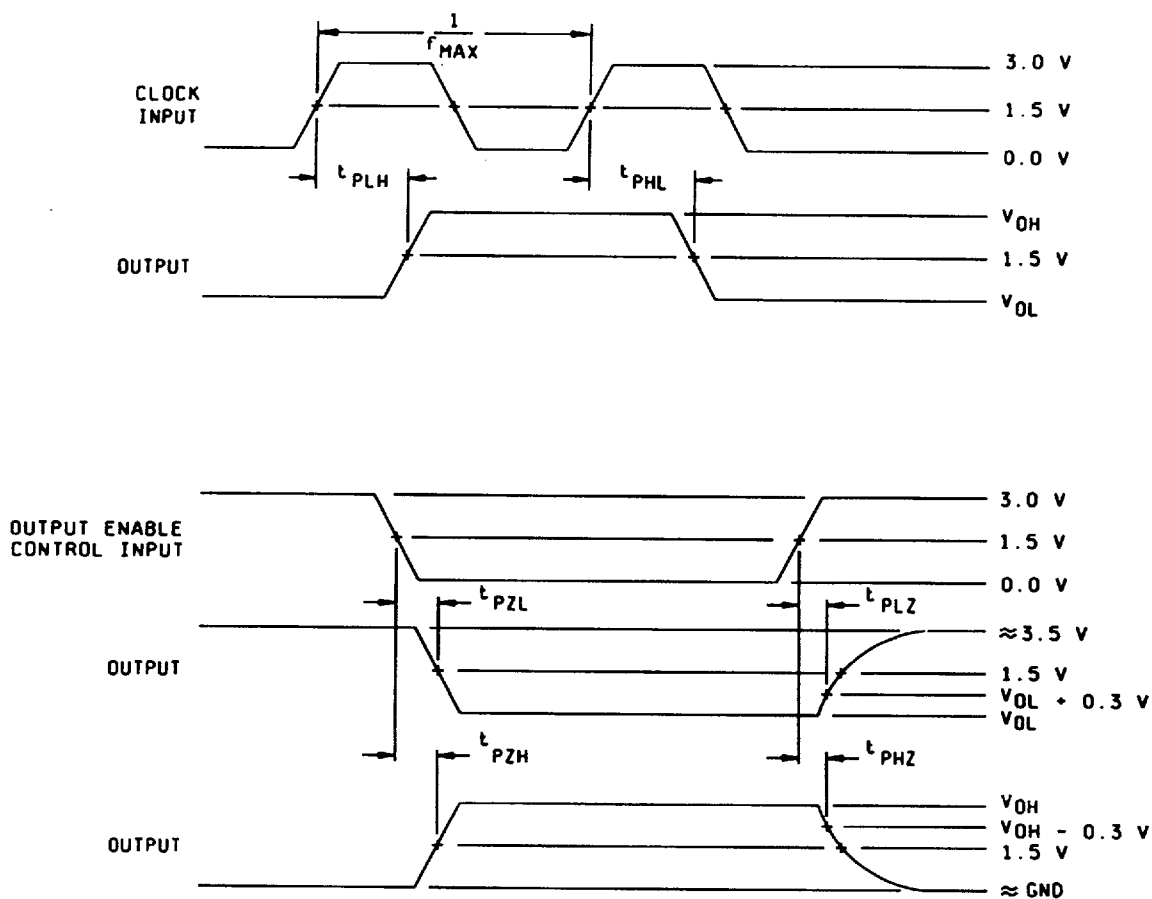 1
fMAX
3.0 V
CLOCK
INPUT
1.5 V
0.0 V
tPLH
tPHL
VOH
OUTPUT
1.5 V
VOL
3.0 V
OUTPUT ENABLE
CONTROL INPUT
1.5 V
0.0 V
tPZL
tPLZ
≈3.5 V
OUTPUT
1.5 V
VOL + 0.3 V
VOL
tPZH
tPHZ
VOH
VOH - 0.3 V
OUTPUT
1.5 V
≈ GND